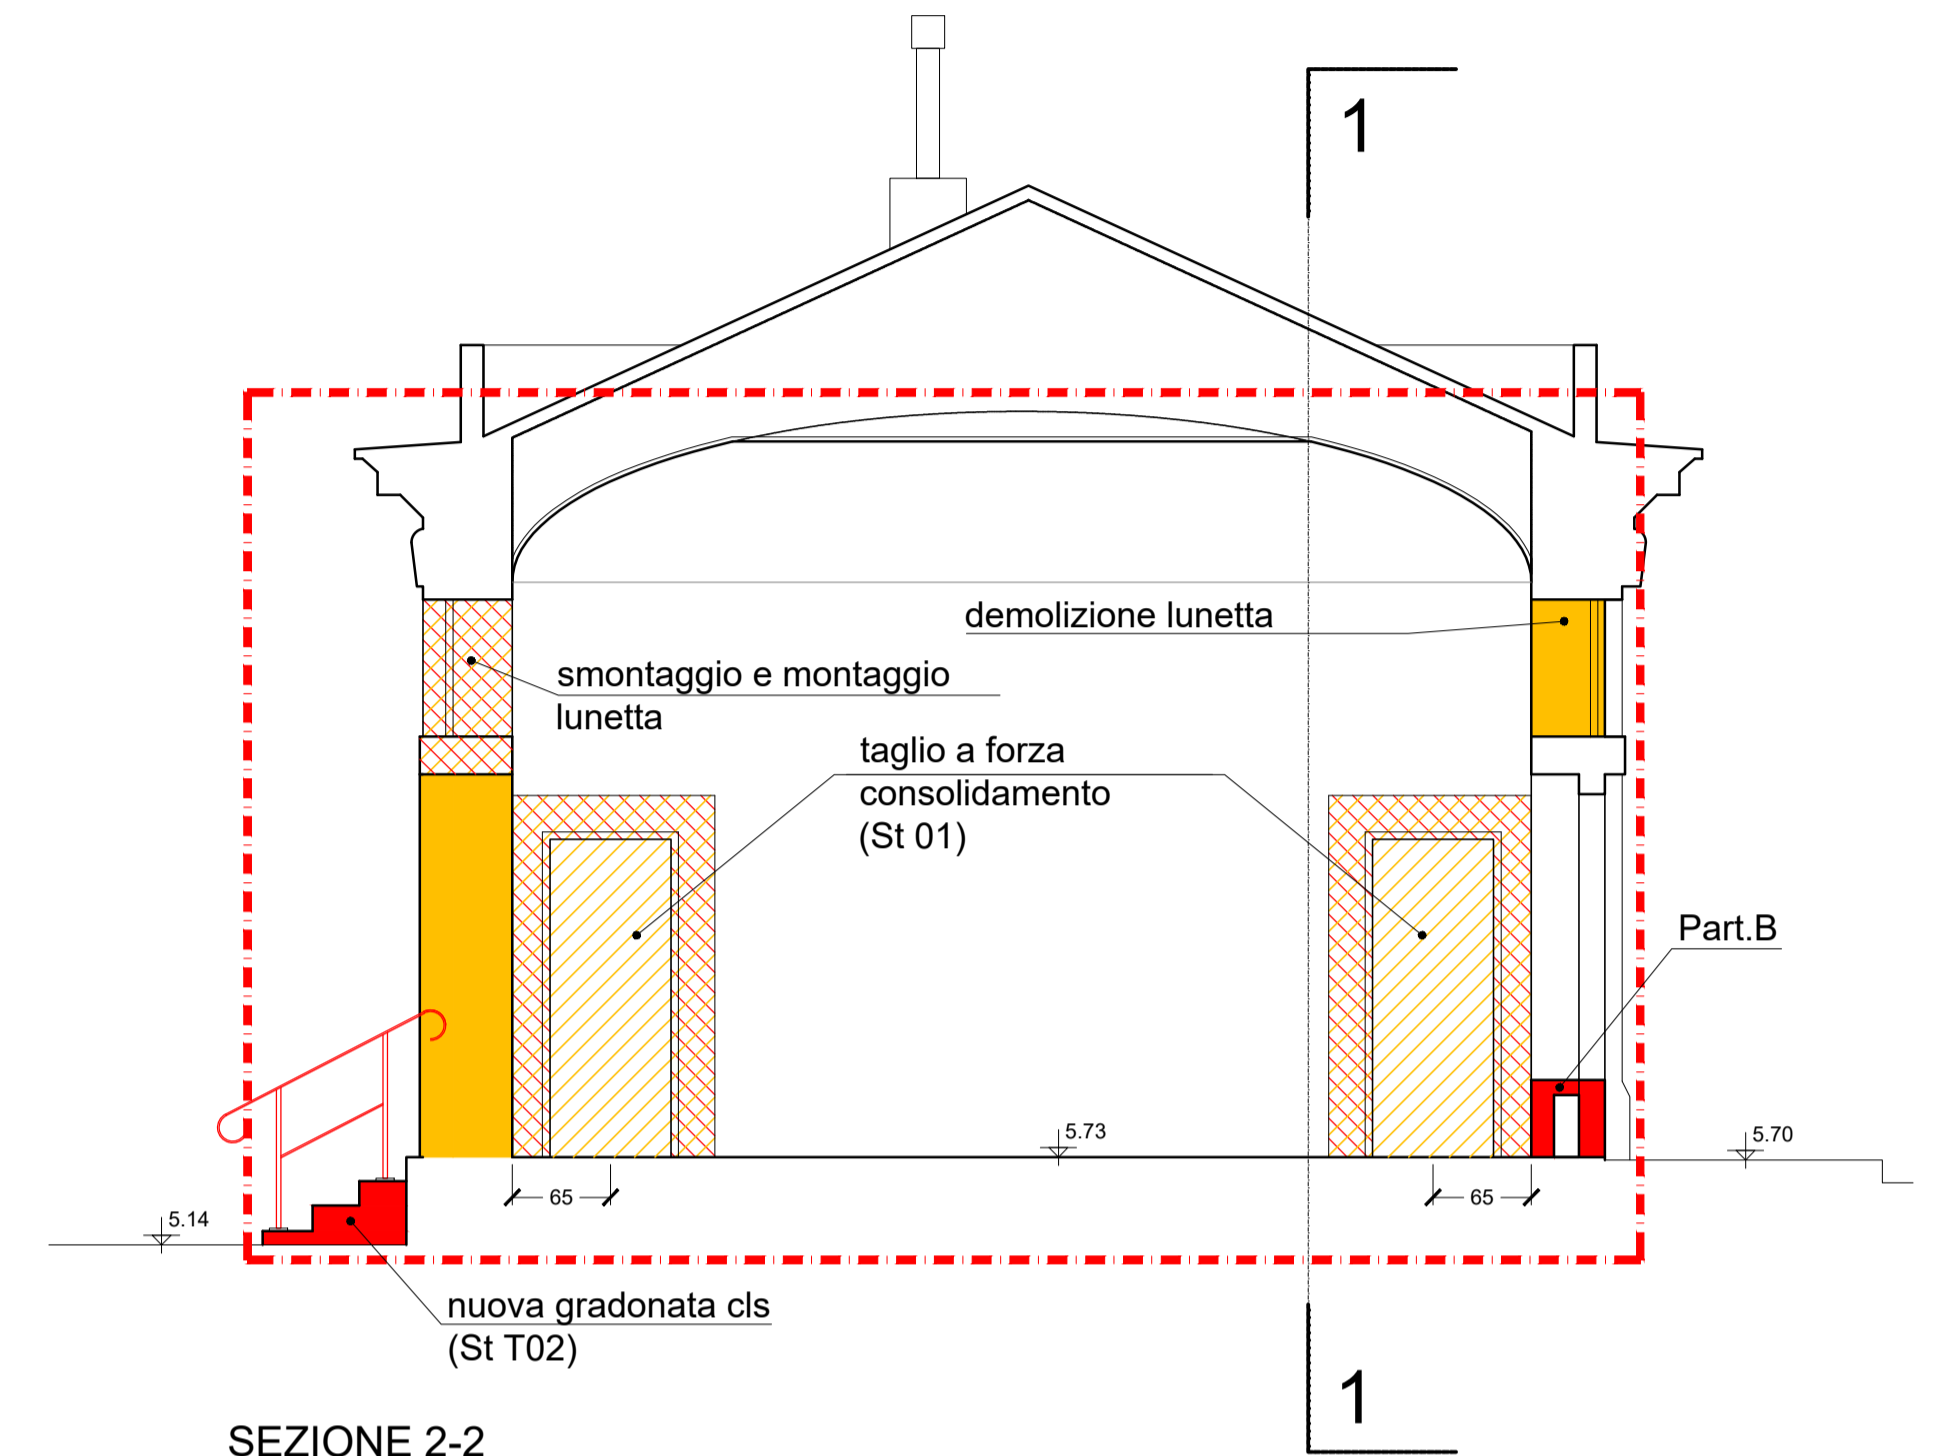 1
demolizione lunetta
smontaggio e montaggio
lunetta
taglio a forza
consolidamento
(St 01)
Part.B
5.73
5.70
65
65
5.14
nuova gradonata cls
(St T02)
1
SEZIONE 2-2